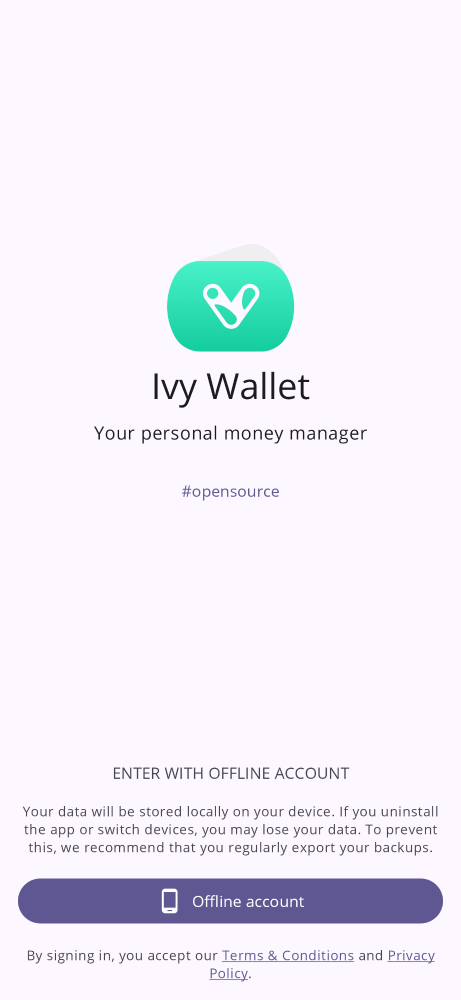 Ivy Wallet
Your personal money manager
#opensource
ENTER WITH OFFLINE ACCOUNT
Your data will be stored locally on your device. If you uninstall
the app or switch devices, you may lose your data. To prevent
this, we recommend that you regularly export your backups.
Offline account
By signing in, you accept our Terms & Conditions and Privacy
Policy.